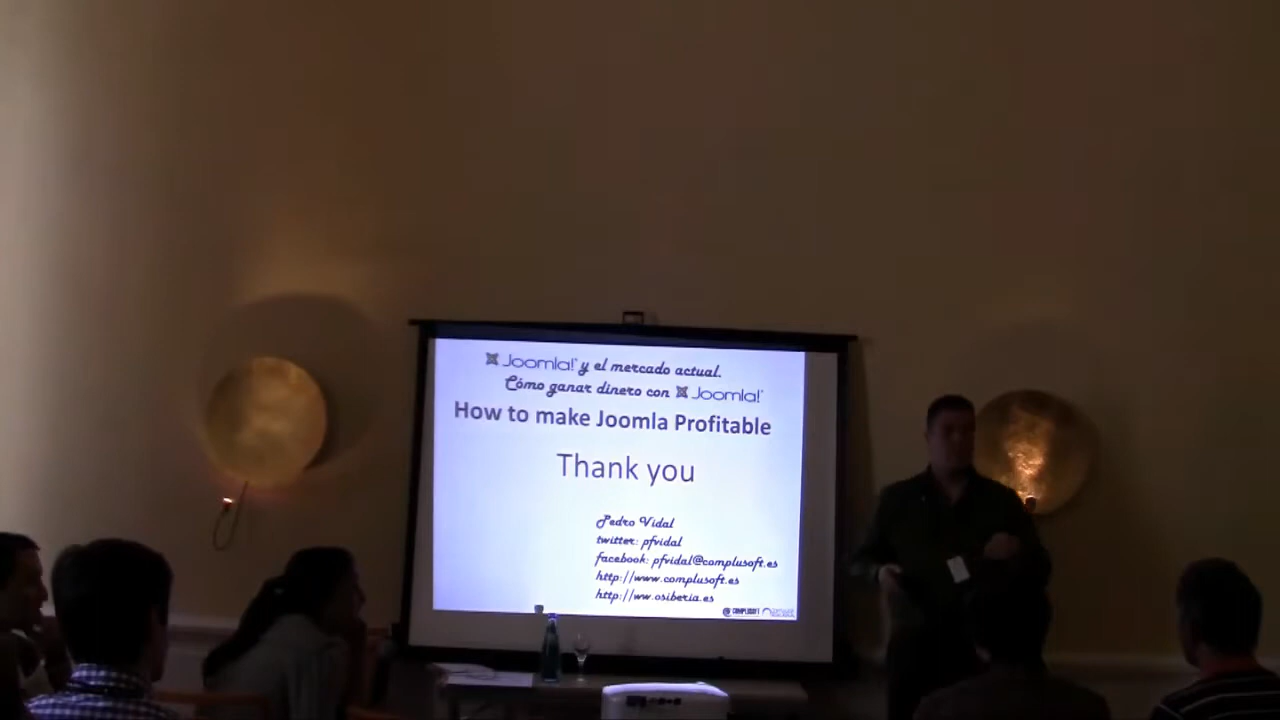 Joomla! y el mercado actual.
Cómo ganar dinero con Joomla!
How to make Joomla Profitable
Thank you
Pedro Vidal
twitter: pfvidal
facebook: pfvidal@complusoft.es
http://www.complusoft.es
http://ww.osiberia.es
COMPLUSOFT